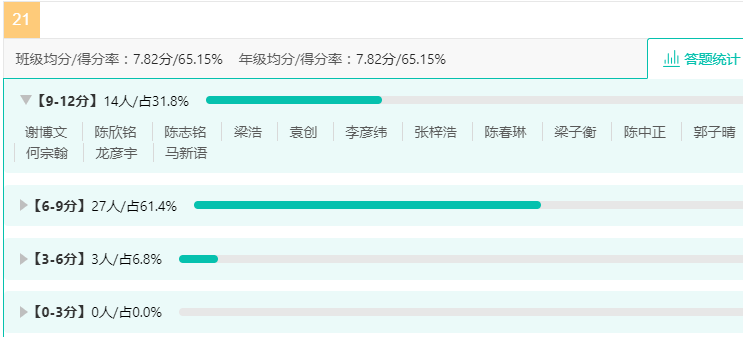 21
班级均分/得分率：7.82分/65.15% 年级均分/得分率：7.82分/65.15% 答题统计
【9-12分】14人/占31.8%
谢博文 陈欣铭 陈志铭 梁浩 袁创 李彦纬 张梓浩 陈春琳 梁子衡 陈中正 郭子晴
何宗翰 龙彦宇 马新语
【6-9分】27人/占61.4%
【3-6分】3人/占6.8%
【0-3分】0人/占0.0%